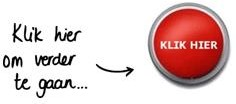 Klik hier
om verder
te gaan...
KLIK HIER